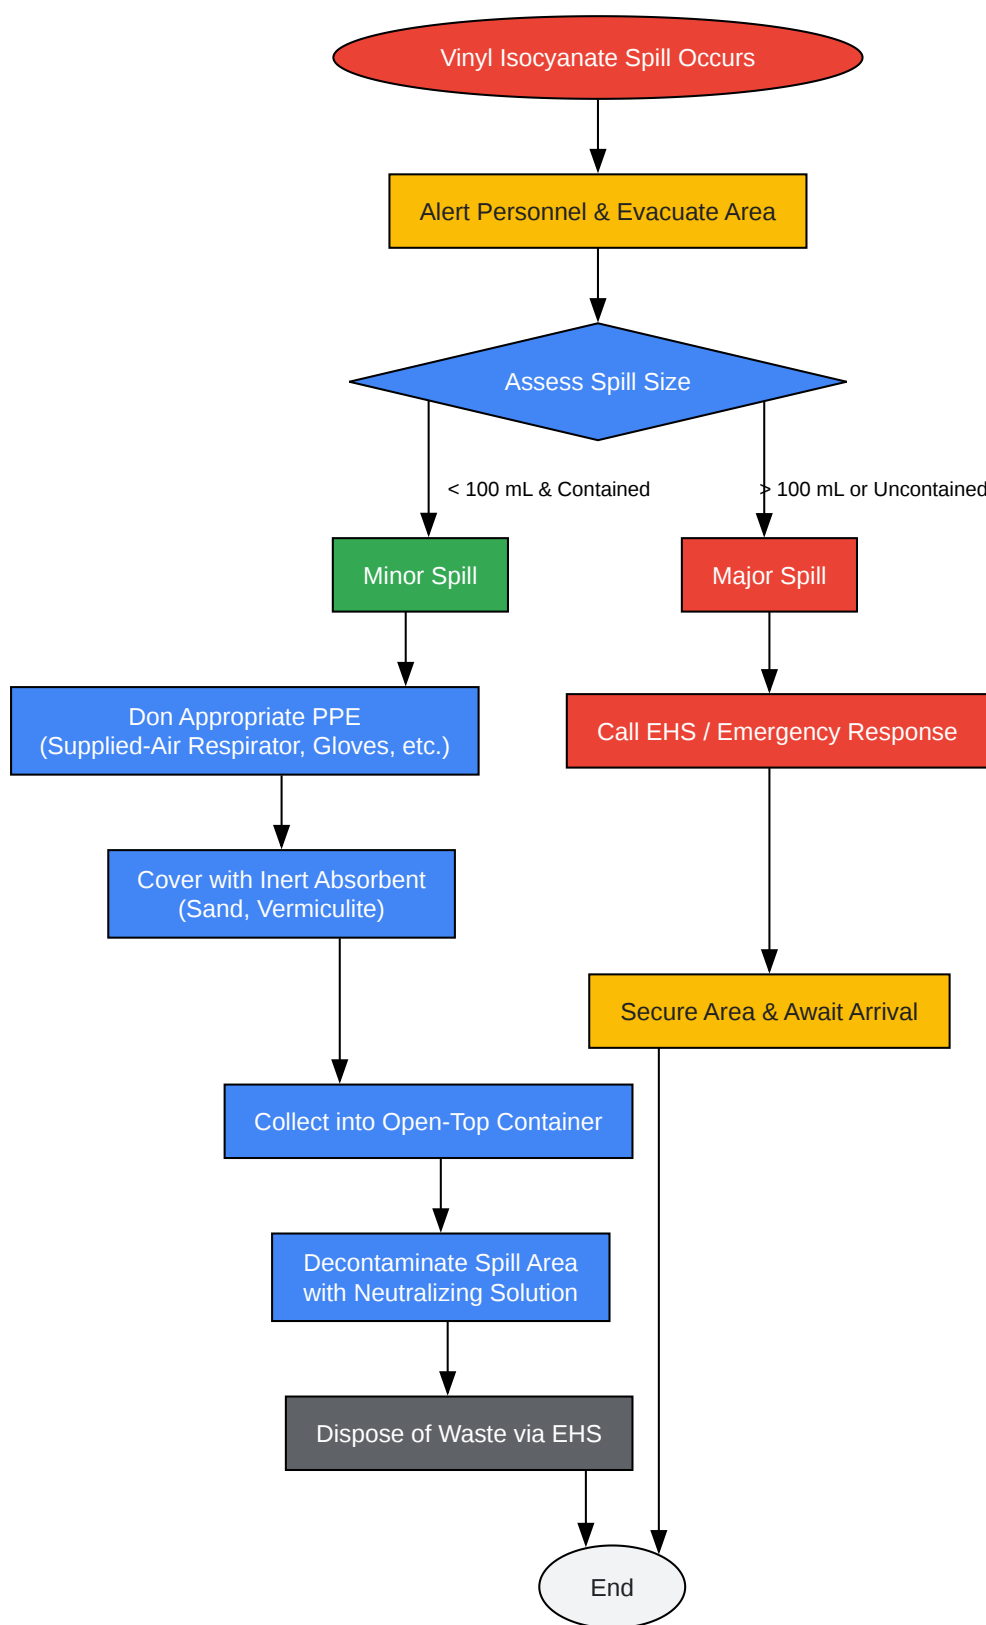 Vinyl Isocyanate Spill Occurs
Alert Personnel & Evacuate Area
Assess Spill Size
< 100 mL & Contained
> 100 mL or Uncontained
Minor Spill
Major Spill
Don Appropriate PPE
(Supplied-Air Respirator, Gloves, etc.)
Call EHS / Emergency Response
Cover with Inert Absorbent
(Sand, Vermiculite)
Secure Area & Await Arrival
Collect into Open-Top Container
Decontaminate Spill Area
with Neutralizing Solution
Dispose of Waste via EHS
End